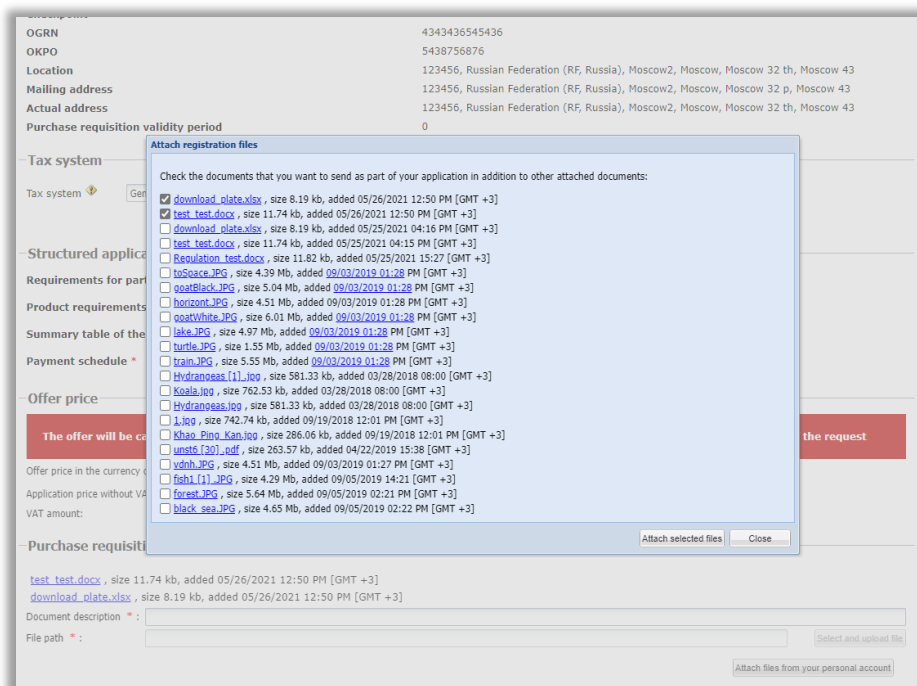 OGRN 4343436545436
OKPO 5438756876
Location 123456, Russian Federation (RF, Russia), Moscow2, Moscow, Moscow 32 th, Moscow 43
Mailing address 123456, Russian Federation (RF, Russia), Moscow2, Moscow, Moscow 32 p, Moscow 43
Actual address 123456, Russian Federation (RF, Russia), Moscow2, Moscow, Moscow 32 th, Moscow 43
Purchase requisition validity period 0
Tax system
Tax system
Structured applica
Requirements for part
Product requirements
Summary table of the
Payment schedule *
Offer price
The offer will be ca the request
Offer price in the currency
Application price without VA
VAT amount:
Purchase requisiti
Attach registration files
Check the documents that you want to send as part of your application in addition to other attached documents:
download_plate.xlsx , size 8.19 kb, added 05/26/2021 12:50 PM [GMT +3]
test_test.docx , size 11.74 kb, added 05/26/2021 12:50 PM [GMT +3]
download_plate.xlsx , size 8.19 kb, added 05/25/2021 04:16 PM [GMT +3]
test_test.docx , size 11.74 kb, added 05/25/2021 04:15 PM [GMT +3]
Regulation_test.docx , size 11.82 kb, added 05/25/2021 15:27 [GMT +3]
toSpace.JPG , size 4.39 Mb, added 09/03/2019 01:28 PM [GMT +3]
goatBlack.JPG , size 5.04 Mb, added 09/03/2019 01:28 PM [GMT +3]
horizont.JPG , size 4.51 Mb, added 09/03/2019 01:28 PM [GMT +3]
goatWhite.JPG , size 6.01 Mb, added 09/03/2019 01:28 PM [GMT +3]
lake.JPG , size 4.97 Mb, added 09/03/2019 01:28 PM [GMT +3]
turtle.JPG , size 1.55 Mb, added 09/03/2019 01:28 PM [GMT +3]
train.JPG , size 5.55 Mb, added 09/03/2019 01:28 PM [GMT +3]
Hydrangeas [1] .jpg , size 581.33 kb, added 03/28/2018 08:00 [GMT +3]
Koala.jpg , size 762.53 kb, added 03/28/2018 08:00 [GMT +3]
Hydrangeas.jpg , size 581.33 kb, added 03/28/2018 08:00 [GMT +3]
1.jpg , size 742.74 kb, added 09/19/2018 12:01 PM [GMT +3]
Khao_Ping_Kan.jpg , size 286.06 kb, added 09/19/2018 12:01 PM [GMT +3]
unst6 [30] .pdf , size 263.57 kb, added 04/22/2019 15:38 [GMT +3]
vdnh.JPG , size 4.51 Mb, added 09/03/2019 01:27 PM [GMT +3]
fish1 [1] .JPG , size 4.29 Mb, added 09/05/2019 14:21 [GMT +3]
forest.JPG , size 5.64 Mb, added 09/05/2019 02:21 PM [GMT +3]
black_sea.JPG , size 4.65 Mb, added 09/05/2019 02:22 PM [GMT +3]
Attach selected files Close
test_test.docx , size 11.74 kb, added 05/26/2021 12:50 PM [GMT +3]
download_plate.xlsx , size 8.19 kb, added 05/26/2021 12:50 PM [GMT +3]
Document description * :
File path * : Select and upload file
Attach files from your personal account